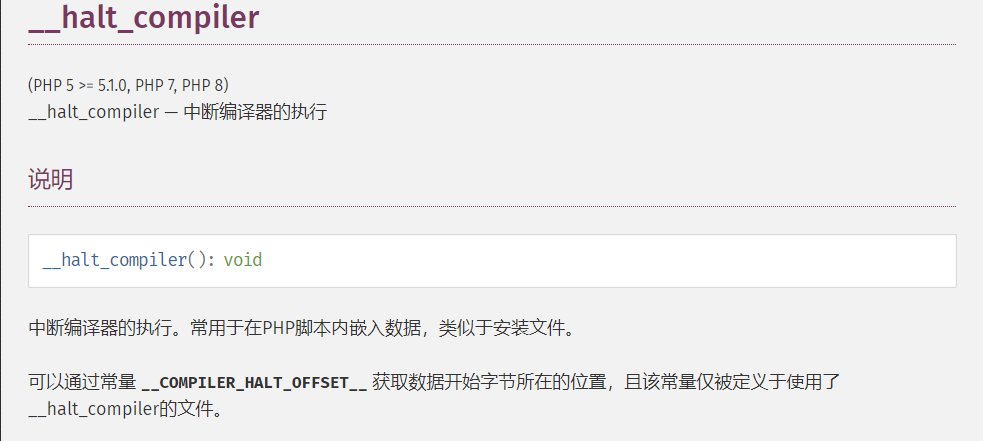 __halt_compiler
(PHP 5 >= 5.1.0, PHP 7, PHP 8)
__halt_compiler — 中断编译器的执行
说明
__halt_compiler(): void
中断编译器的执行。常用于在PHP脚本内嵌入数据，类似于安装文件。
可以通过常量 __COMPILER_HALT_OFFSET__ 获取数据开始字节所在的位置，且该常量仅被定义于使用了
__halt_compiler的文件。